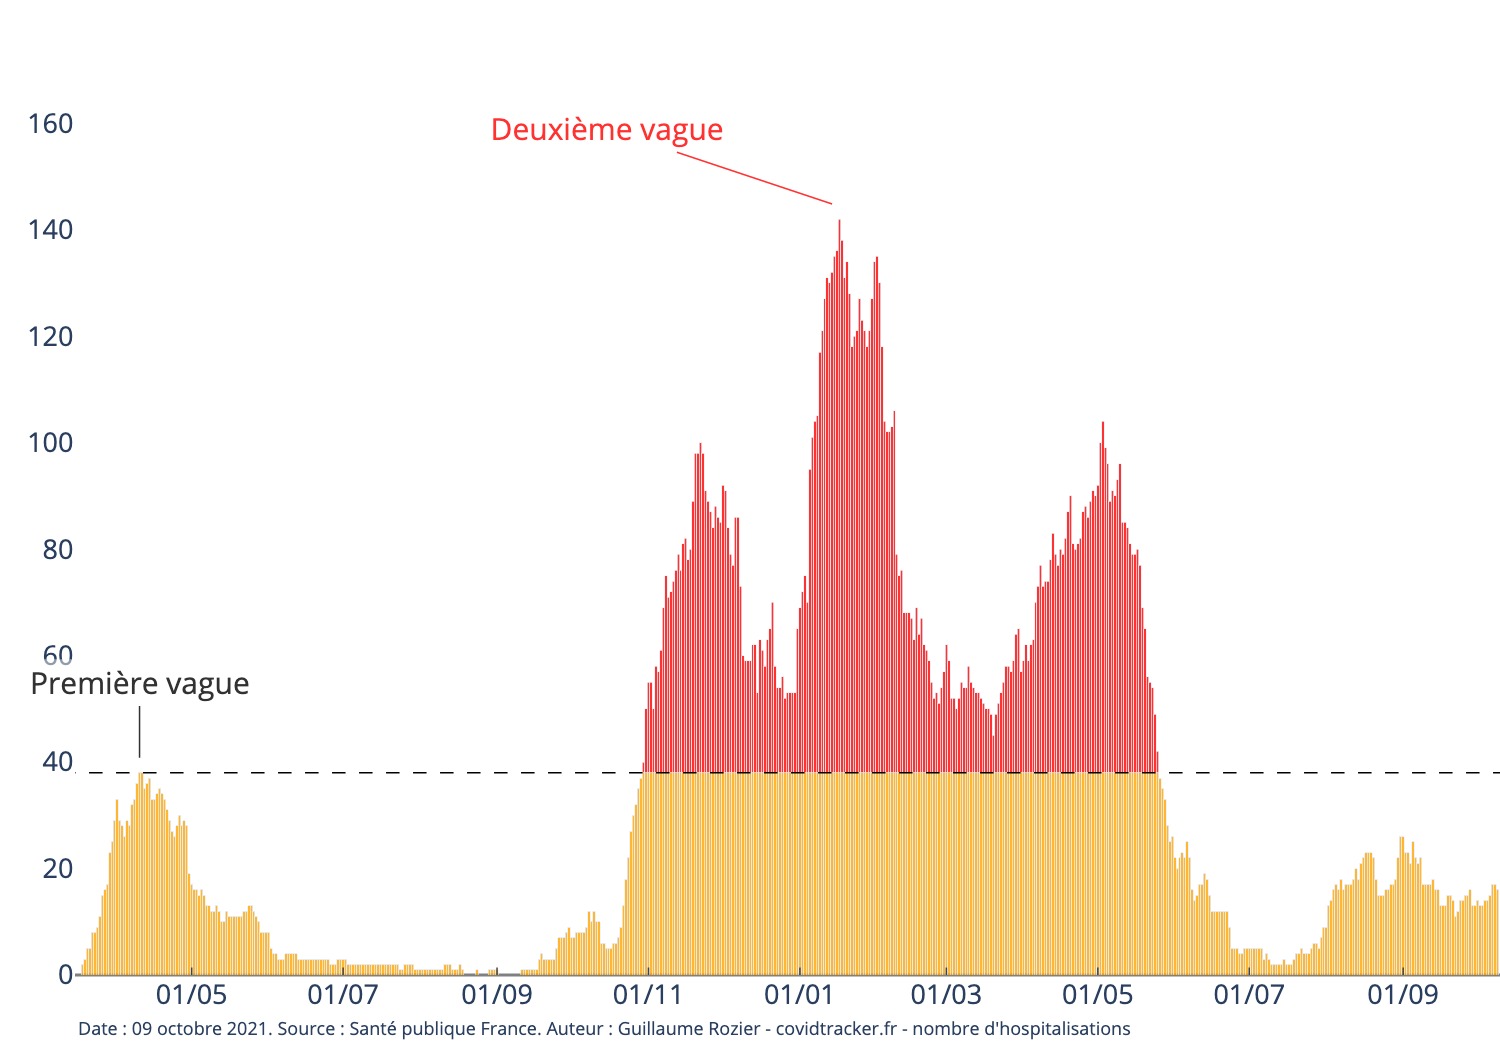 160
Deuxième vague
140
120
100
80
60
Première vague
40
20
0
01/05 01/07 01/09 01/11 01/01 01/03 01/05 01/07 01/09
Date : 09 octobre 2021. Source : Santé publique France. Auteur : Guillaume Rozier - covidtracker.fr - nombre d'hospitalisations